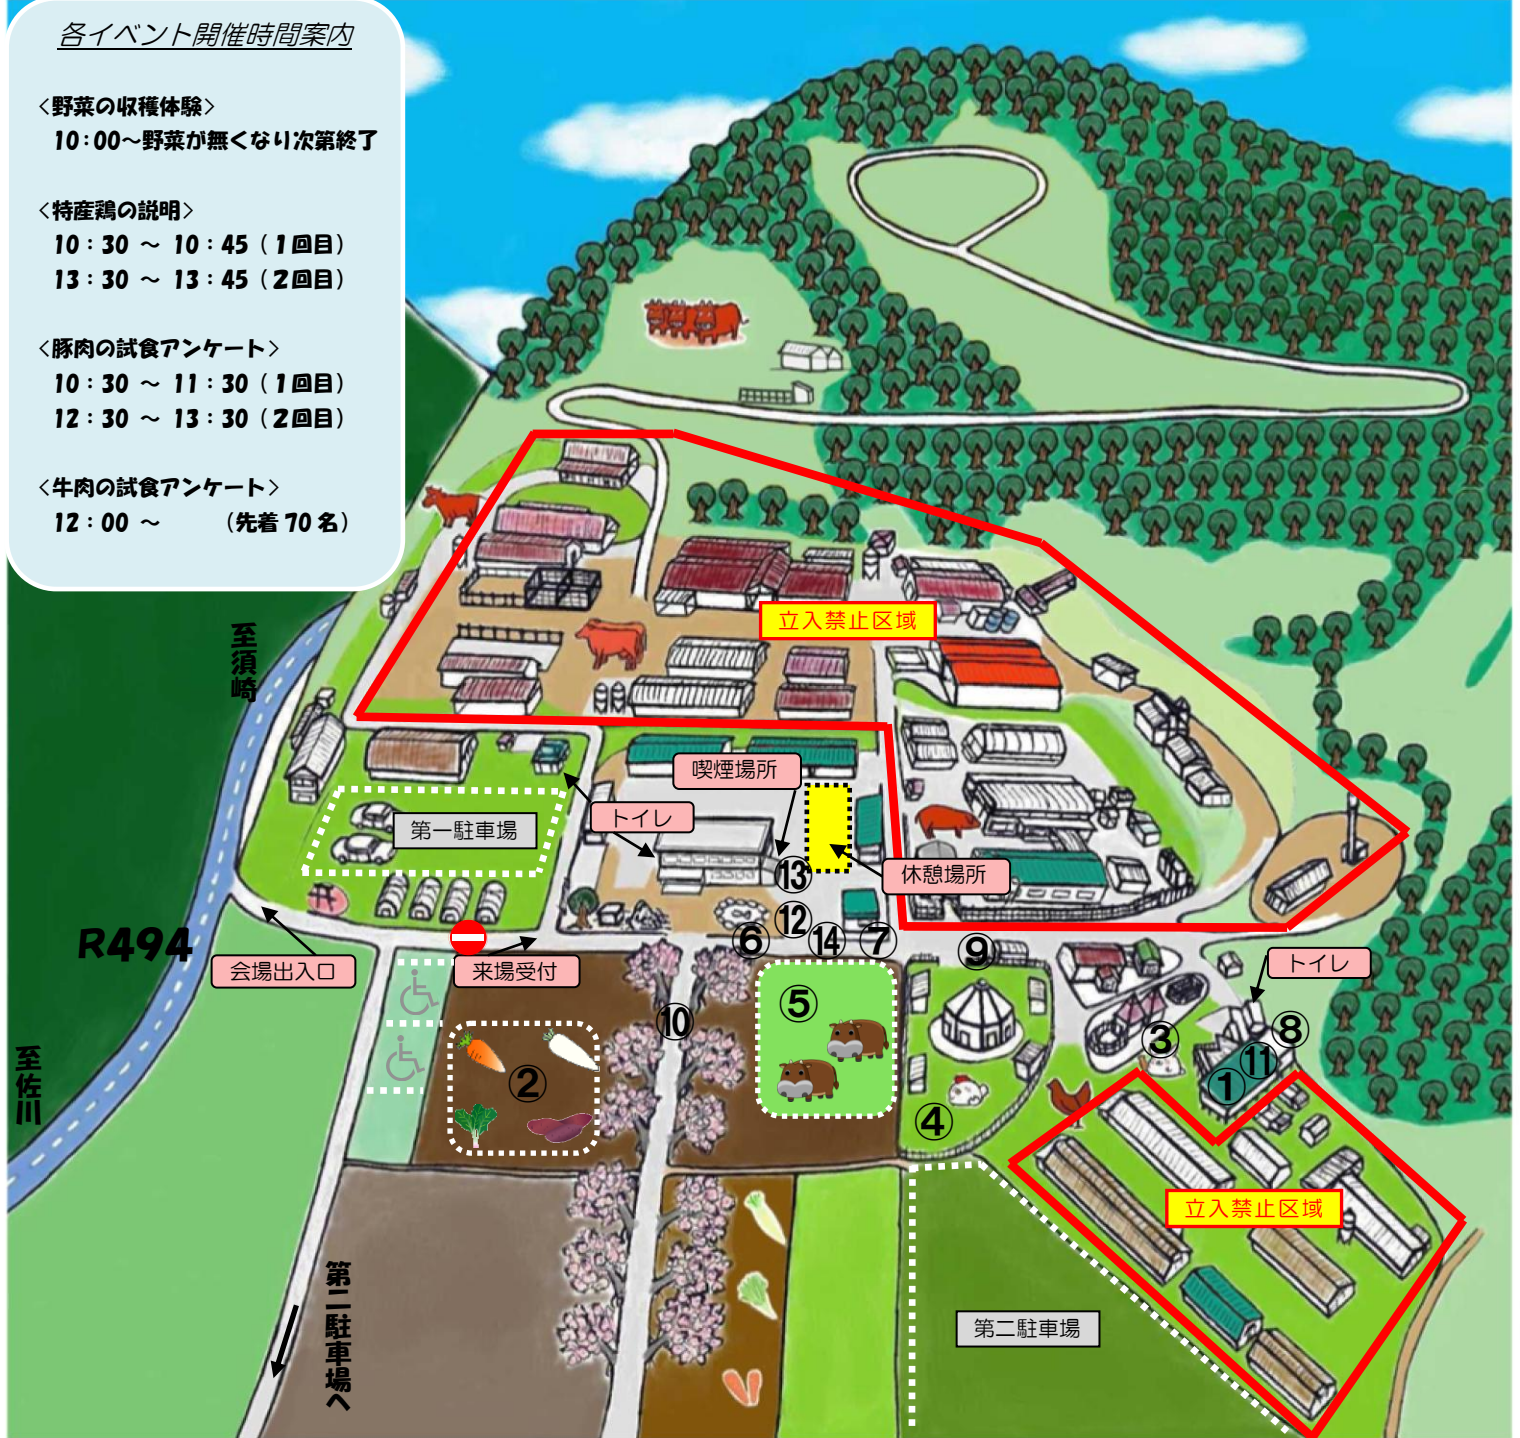 各イベント開催時間案内
<野菜の収穫体験>
10:00～野菜が無くなり次第終了
<特産鶏の説明>
10：30 ～ 10：45（1回目）
13：30 ～ 13：45（2回目）
<豚肉の試食アンケート>
10：30 ～ 11：30（1回目）
12：30 ～ 13：30（2回目）
<牛肉の試食アンケート>
12：00 ～ （先着 70 名）
立入禁止区域
至須崎
喫煙場所
トイレ
第一駐車場
休憩場所
⑬
⑫
⑥
⑭
⑦
⑨
R494
会場出入口
来場受付
トイレ
⑤
⑩
③
⑧
⑪
①
②
④
至佐川
立入禁止区域
第二駐車場へ
第二駐車場